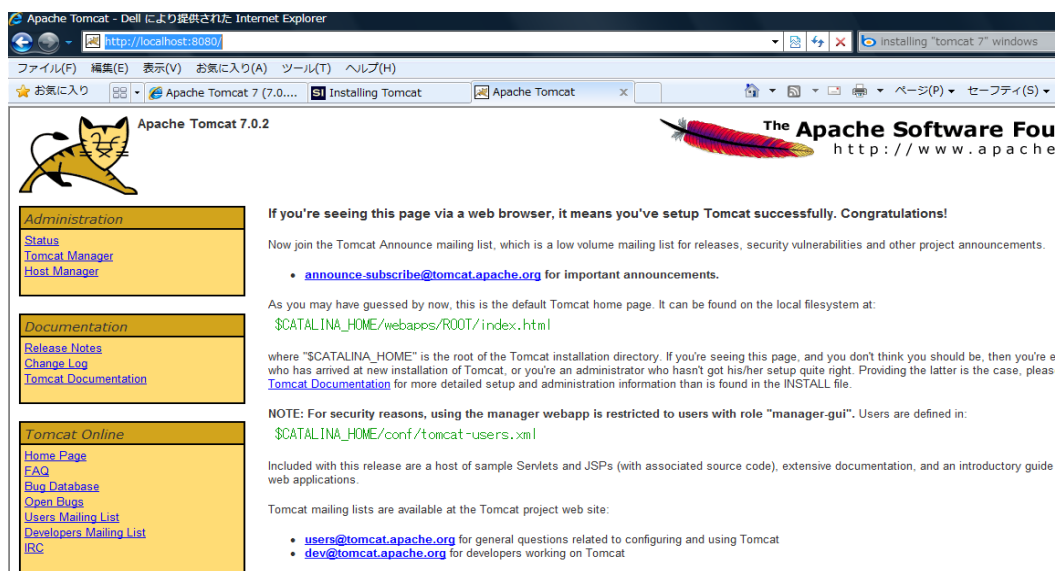 Apache Tomcat - Dell により提供された Internet Explorer
http://localhost:8080/
installing "tomcat 7" windows
ファイル(F) 編集(E) 表示(V) お気に入り(A) ツール(T) ヘルプ(H)
お気に入り Apache Tomcat 7 (7.0.... SI Installing Tomcat Apache Tomcat x ページ(P) セーフティ(S)
Apache Tomcat 7.0.2
The Apache Software Fou
http://www.apache
Administration
Status
Tomcat Manager
Host Manager
Documentation
Release Notes
Change Log
Tomcat Documentation
Tomcat Online
Home Page
FAQ
Bug Database
Open Bugs
Users Mailing List
Developers Mailing List
IRC
If you're seeing this page via a web browser, it means you've setup Tomcat successfully. Congratulations!
Now join the Tomcat Announce mailing list, which is a low volume mailing list for releases, security vulnerabilities and other project announcements.
• announce-subscribe@tomcat.apache.org for important announcements.
As you may have guessed by now, this is the default Tomcat home page. It can be found on the local filesystem at:
$CATALINA_HOME/webapps/ROOT/index.html
where "$CATALINA_HOME" is the root of the Tomcat installation directory. If you're seeing this page, and you don't think you should be, then you're e
who has arrived at new installation of Tomcat, or you're an administrator who hasn't got his/her setup quite right. Providing the latter is the case, pleas
Tomcat Documentation for more detailed setup and administration information than is found in the INSTALL file.
NOTE: For security reasons, using the manager webapp is restricted to users with role "manager-gui". Users are defined in:
$CATALINA_HOME/conf/tomcat-users.xml
Included with this release are a host of sample Servlets and JSPs (with associated source code), extensive documentation, and an introductory guide
web applications.
Tomcat mailing lists are available at the Tomcat project web site:
• users@tomcat.apache.org for general questions related to configuring and using Tomcat
• dev@tomcat.apache.org for developers working on Tomcat